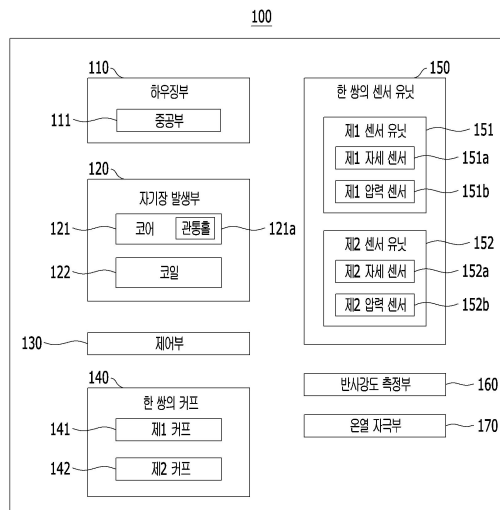 100
110
하우징부
111
중공부
120
자기장 발생부
121
코어
관통홀
121a
122
코일
130
제어부
140
한 쌍의 커프
141
제1 커프
142
제2 커프
150
한 쌍의 센서 유닛
제1 센서 유닛
151
제1 자세 센서
151a
제1 압력 센서
151b
제2 센서 유닛
152
제2 자세 센서
152a
제2 압력 센서
152b
반사강도 측정부
160
온열 자극부
170